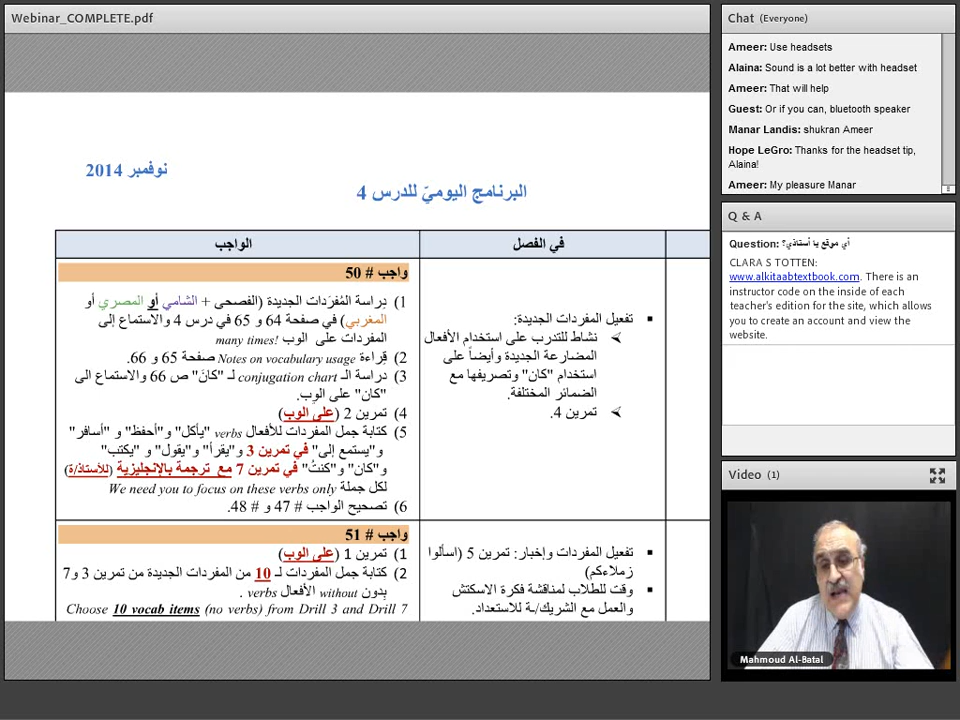 Webinar_COMPLETE.pdf
نوفمبر 2014
البرنامج اليوميّ للدرس 4
في الفصل
الواجب
تفعيل المفردات الجديدة:
نشاط للتدرب على استخدام الأفعال
المضارعة الجديدة وأيضاً على
استخدام "كان" وتصريفها مع
الضمائر المختلفة.
تمرين 4.
واجب # 50
1) دراسة المُفرَدات الجديدة (الفصحى + الشامي أو المصري أو
المغربي) في صفحة 64 و 65 في درس 4 والاستماع إلى
المفردات على الوب many times!
2) قِراءة Notes on vocabulary usage صفحة 65 و 66.
3) دراسة الـ conjugation chart لـ "كانَ" ص 66 والاستماع الى
"كان" على الوِب.
4) تمرين 2 (على الوب)
5) كتابة جمل المفردات للأفعال verbs "يأكل" و"أحفظ" و "أسافر"
و"يستمع إلى" في تمرين 3 و"يقرأ" و"يقول" و "يكتب"
و"كان" و"كنتُ" في تمرين 7 مع ترجمة بالإنجليزية (للأستاذ/ة)
لكل جملة We need you to focus on these verbs only
6) تصحيح الواجب # 47 و # 48.
تفعيل المفردات وإخبار: تمرين 5 (اسألوا
زملاءكم)
وقت للطلاب لمناقشة فكرة الاسكتش
والعمل مع الشريك/ـة للاستعداد.
واجب # 51
1) تمرين 1 (على الوب)
2) كتابة جمل المفردات لـ 10 من المفردات الجديدة من تمرين 3 و7
بِدون without الأفعال verbs .
Choose 10 vocab items (no verbs) from Drill 3 and Drill 7
Chat (Everyone)
Ameer: Use headsets
Alaina: Sound is a lot better with headset
Ameer: That will help
Guest: Or if you can, bluetooth speaker
Manar Landis: shukran Ameer
Hope LeGro: Thanks for the headset tip,
Alaina!
Ameer: My pleasure Manar
Q & A
Question: أي موقع يا أستاذي؟
CLARA S TOTTEN:
www.alkitaabtextbook.com. There is an
instructor code on the inside of each
teacher's edition for the site, which allows
you to create an account and view the
website.
Video (1)
Mahmoud Al-Batal